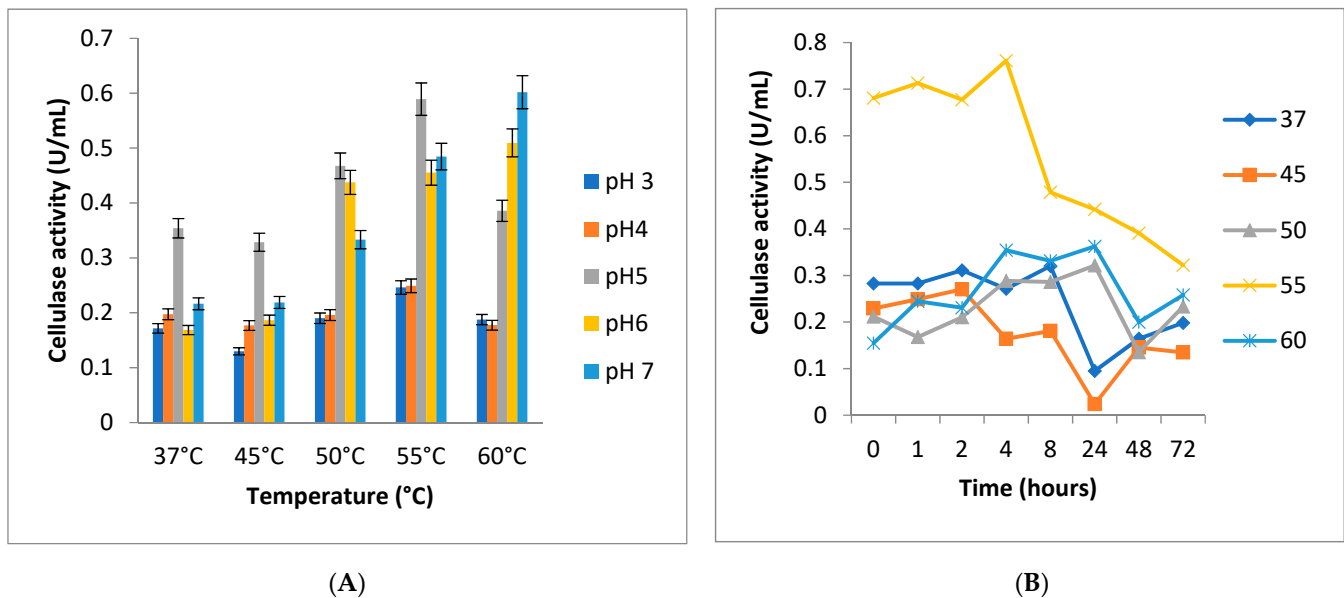 0.7
0.6
0.5
0.4
0.3
0.2
0.1
0
Cellulase activity (U/mL)
37°C 45°C 50°C 55°C 60°C
Temperature (°C)
pH 3
pH4
pH5
pH6
pH 7
(A)
0.8
0.7
0.6
0.5
0.4
0.3
0.2
0.1
0
Cellulase activity (U/mL)
0 1 2 4 8 24 48 72
Time (hours)
37
45
50
55
60
(B)